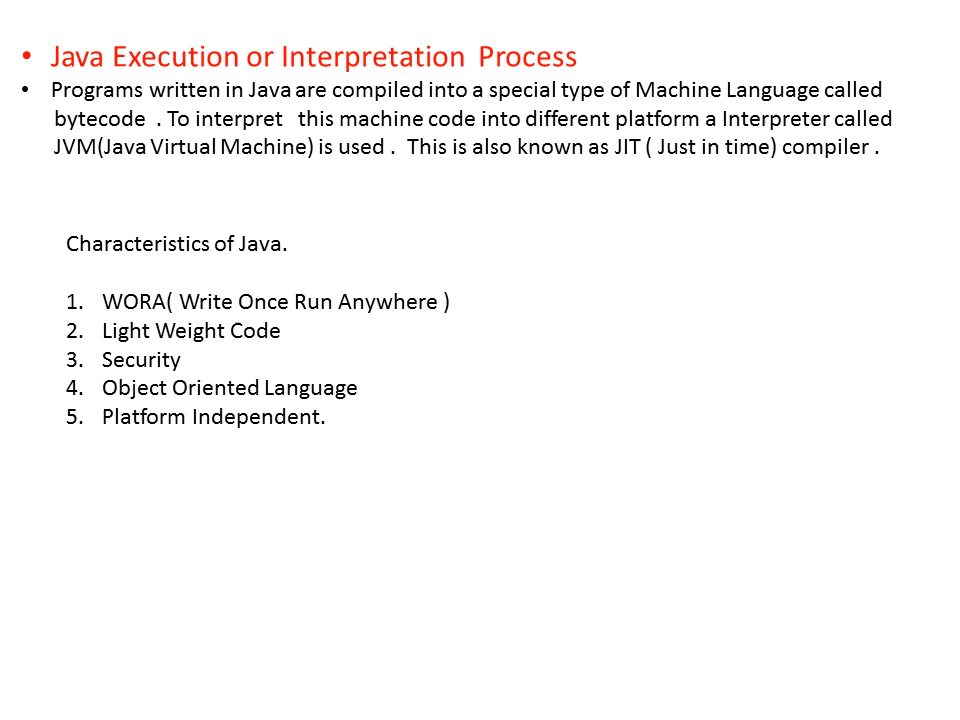 • Java Execution or Interpretation Process
• Programs written in Java are compiled into a special type of Machine Language called
bytecode . To interpret this machine code into different platform a Interpreter called
JVM(Java Virtual Machine) is used . This is also known as JIT ( Just in time) compiler .
Characteristics of Java.
1. WORA( Write Once Run Anywhere )
2. Light Weight Code
3. Security
4. Object Oriented Language
5. Platform Independent.